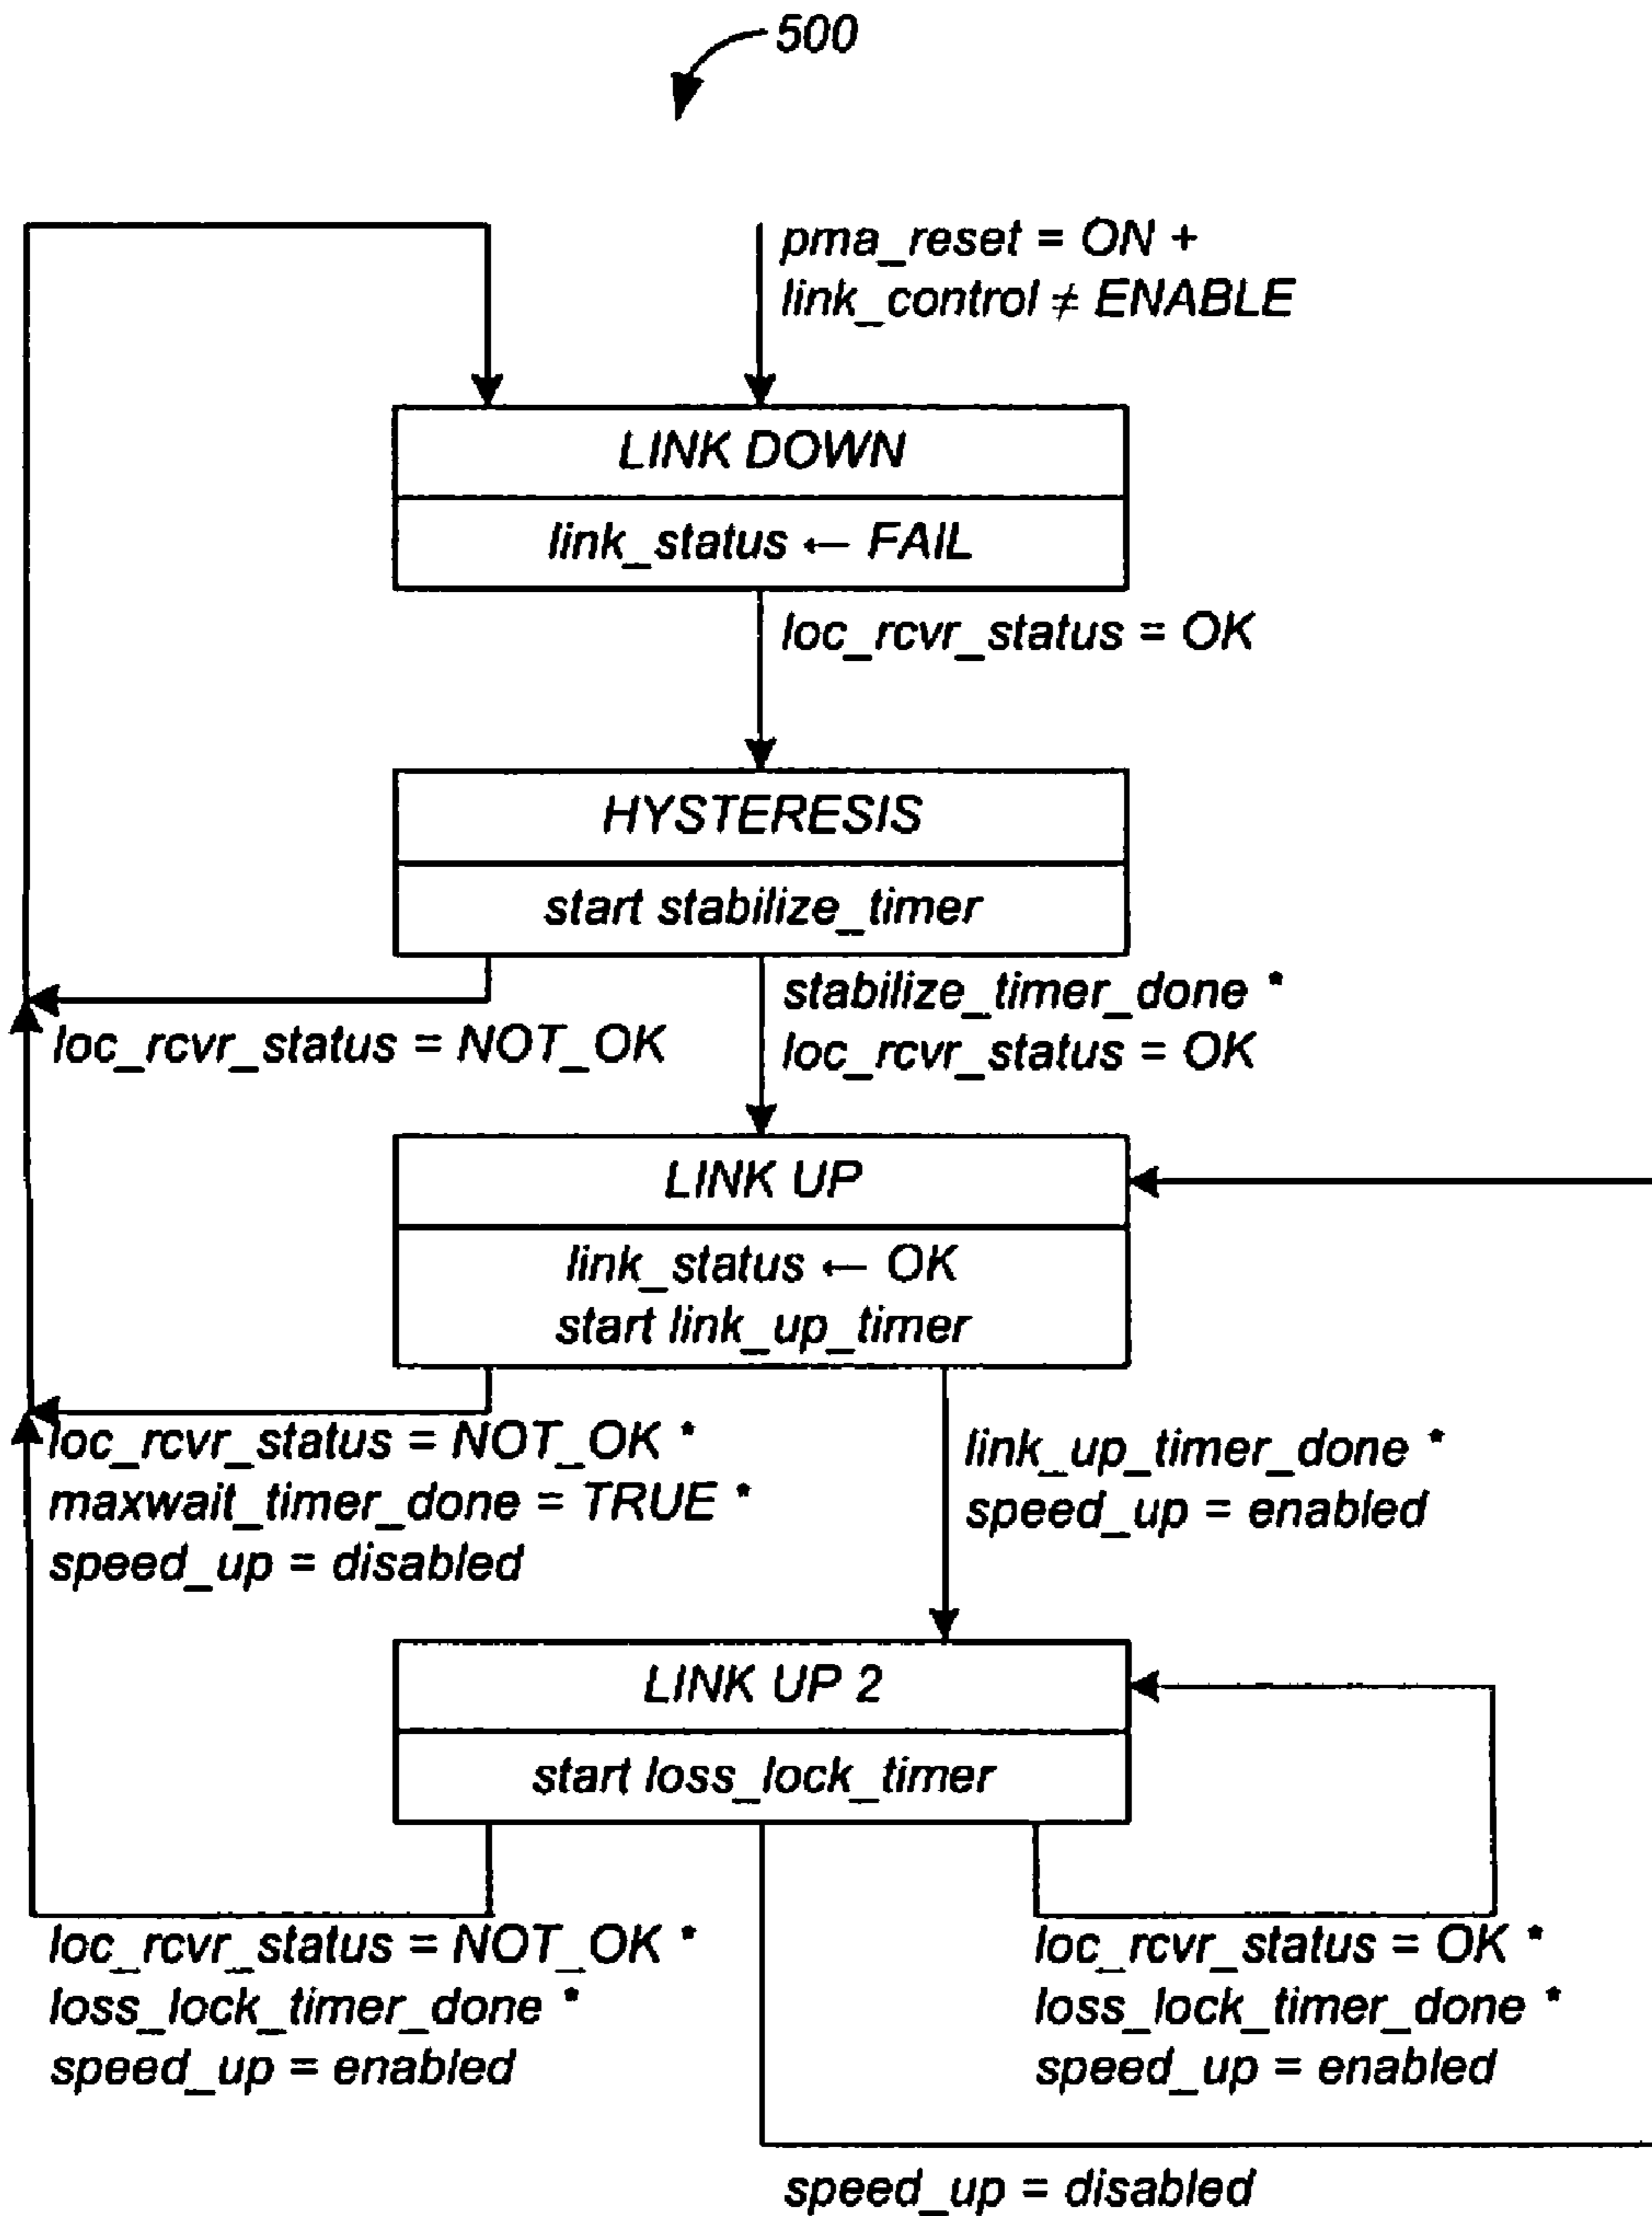 500
pma_reset = ON +
link_control ≠ ENABLE
LINK DOWN
link_status ← FAIL
loc_rcvr_status = OK
HYSTERESIS
start stabilize_timer
stabilize_timer_done *
loc_rcvr_status = OK
loc_rcvr_status = NOT_OK
LINK UP
link_status ← OK
start link_up_timer
loc_rcvr_status = NOT_OK *
maxwait_timer_done = TRUE *
speed_up = disabled
link_up_timer_done *
speed_up = enabled
LINK UP 2
start loss_lock_timer
loc_rcvr_status = NOT_OK *
loss_lock_timer_done *
speed_up = enabled
loc_rcvr_status = OK *
loss_lock_timer_done *
speed_up = enabled
speed_up = disabled